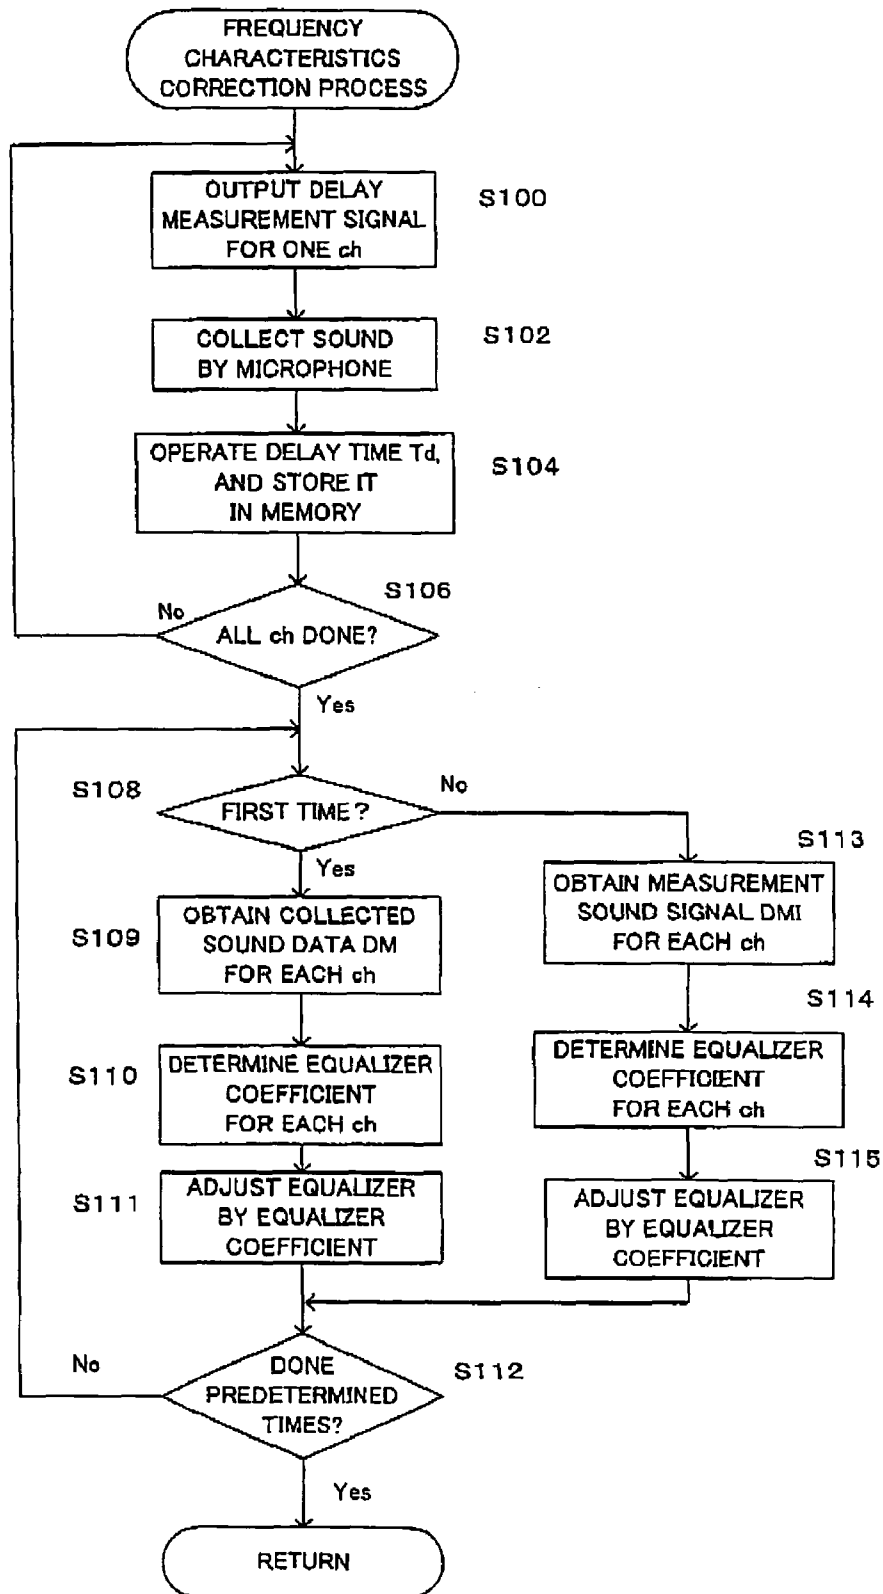 FREQUENCY
CHARACTERISTICS
CORRECTION PROCESS
OUTPUT DELAY
MEASUREMENT SIGNAL
FOR ONE ch
S100
COLLECT SOUND
BY MICROPHONE
S102
OPERATE DELAY TIME Td,
AND STORE IT
IN MEMORY
S104
S106
No
ALL ch DONE?
Yes
S108
FIRST TIME?
No
Yes
S109
OBTAIN COLLECTED
SOUND DATA DM
FOR EACH ch
S110
DETERMINE EQUALIZER
COEFFICIENT
FOR EACH ch
S111
ADJUST EQUALIZER
BY EQUALIZER
COEFFICIENT
S113
OBTAIN MEASUREMENT
SOUND SIGNAL DMI
FOR EACH ch
S114
DETERMINE EQUALIZER
COEFFICIENT
FOR EACH ch
S115
ADJUST EQUALIZER
BY EQUALIZER
COEFFICIENT
No
DONE
PREDETERMINED
TIMES?
S112
Yes
RETURN